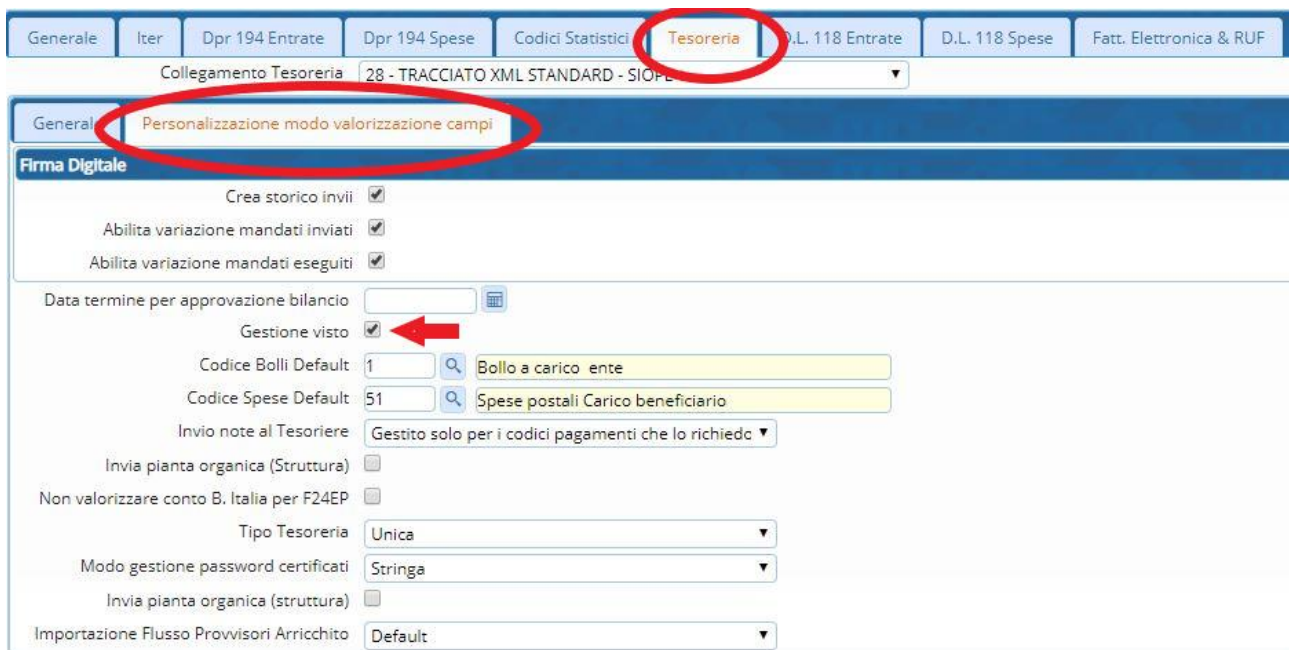 Generale Iter Dpr 194 Entrate Dpr 194 Spese Codici Statistici Tesoreria D.L. 118 Entrate D.L. 118 Spese Fatt. Elettronica & RUF
Collegamento Tesoreria 28 - TRACCIATO XML STANDARD - SIOPE
Generale Personalizzazione modo valorizzazione campi
Firma Digitale
Crea storico invii
Abilita variazione mandati inviati
Abilita variazione mandati eseguiti
Data termine per approvazione bilancio
Gestione visto
Codice Bolli Default 1 Bollo a carico ente
Codice Spese Default 51 Spese postali Carico beneficiario
Invio note al Tesoriere Gestito solo per i codici pagamenti che lo richiedo
Invia pianta organica (Struttura)
Non valorizzare conto B. Italia per F24EP
Tipo Tesoreria Unica
Modo gestione password certificati Stringa
Invia pianta organica (struttura)
Importazione Flusso Provvisori Arricchito Default